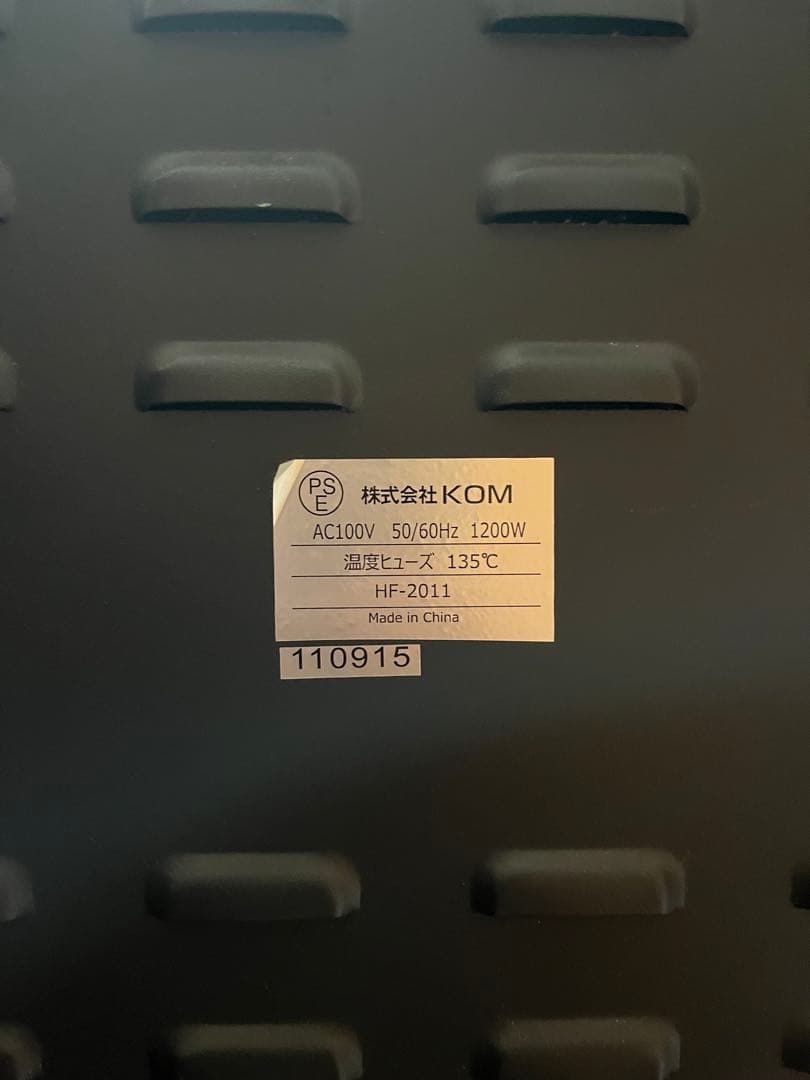 PS
E
株式会社KOM
AC100V 50/60Hz 1200W
温度ヒューズ 135℃
HF-2011
Made in China
110915